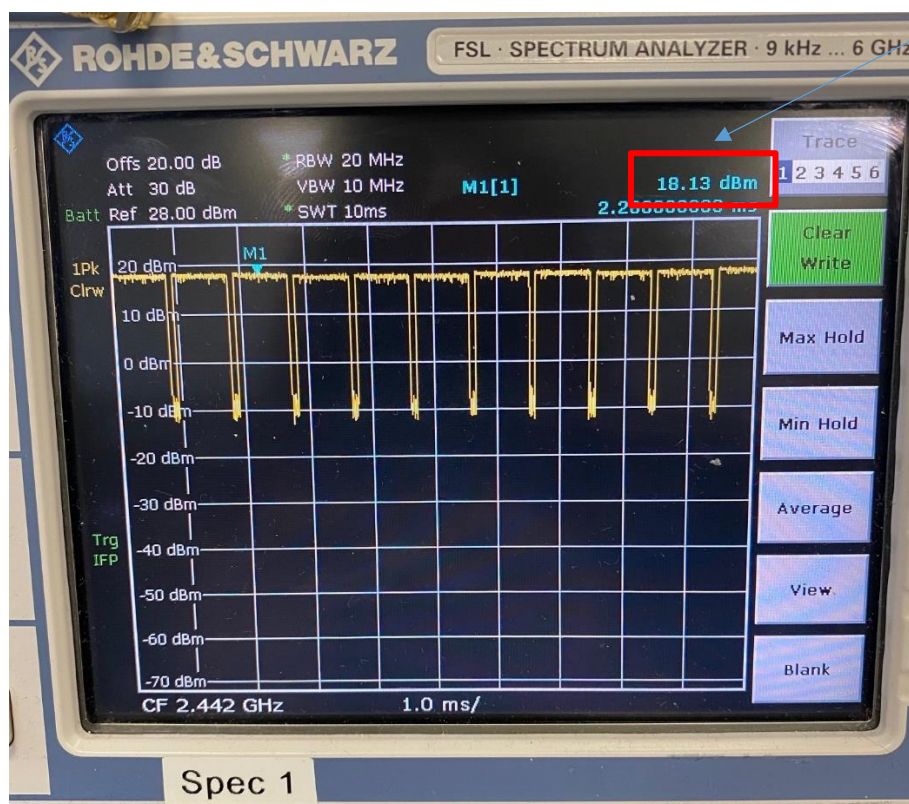 ROHDE&SCHWARZ
FSL · SPECTRUM ANALYZER · 9 kHz ... 6 GHz
Offs 20.00 dB * RBW 20 MHz
Att 30 dB VBW 10 MHz M1[1] 18.13 dBm
Batt Ref 28.00 dBm * SWT 10ms 2.200000000 ms
Trace
1 2 3 4 5 6
Clear
Write
M1
1Pk
Clrw
20 dBm
10 dBm
0 dBm
-10 dBm
-20 dBm
-30 dBm
-40 dBm
-50 dBm
-60 dBm
-70 dBm
Trg
IFP
Max Hold
Min Hold
Average
View
Blank
CF 2.442 GHz 1.0 ms/
Spec 1